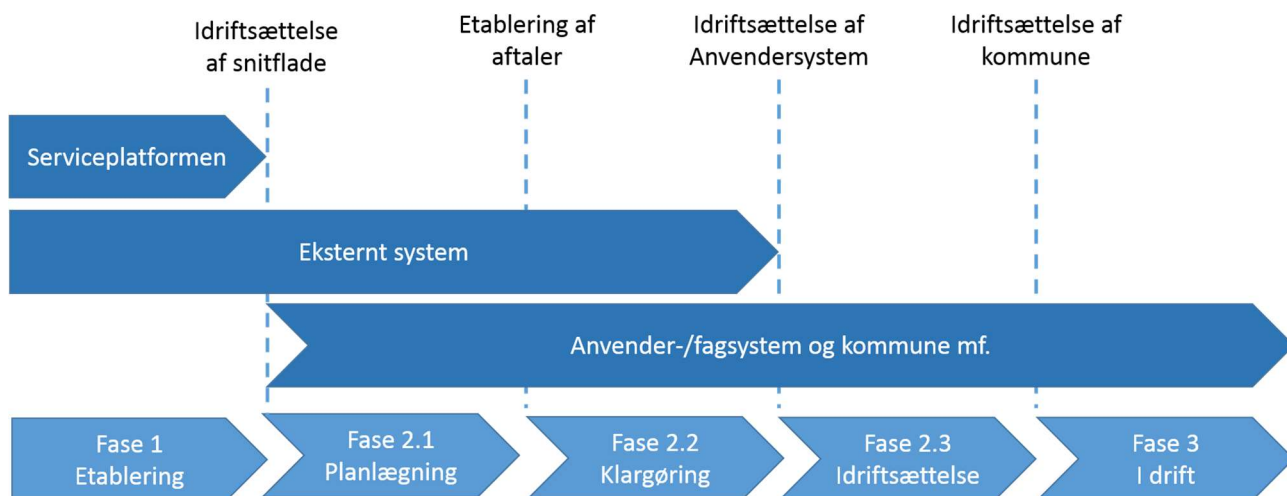 Idriftsættelse
af snitflade
Etablering af
aftaler
Idriftsættelse af
Anvendersystem
Idriftsættelse af
kommune
Serviceplatformen
Eksternt system
Anvender-/fagsystem og kommune mf.
Fase 1
Etablering
Fase 2.1
Planlægning
Fase 2.2
Klargøring
Fase 2.3
Idriftsættelse
Fase 3
I drift